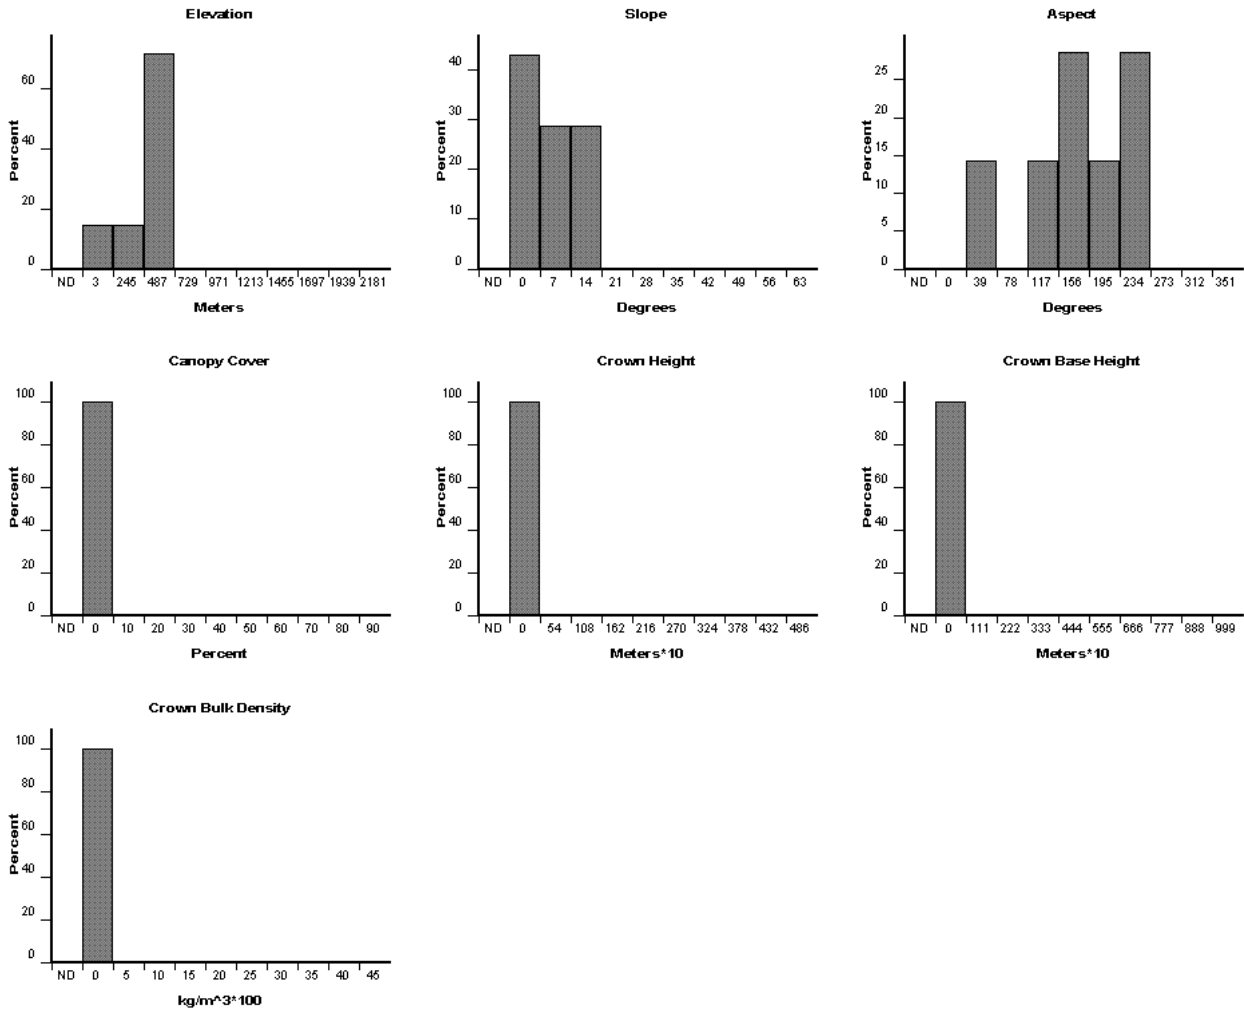 Elevation
Percent
60
40
20
0
ND 3 245 487 729 971 1213 1455 1697 1939 2181
Meters
Slope
Percent
40
30
20
10
0
ND 0 7 14 21 28 35 42 49 56 63
Degrees
Aspect
Percent
25
20
15
10
5
0
ND 0 39 78 117 156 195 234 273 312 351
Degrees
Canopy Cover
Percent
100
80
60
40
20
0
ND 0 10 20 30 40 50 60 70 80 90
Percent
Crown Height
Percent
100
80
60
40
20
0
ND 0 54 108 162 216 270 324 378 432 486
Meters*10
Crown Base Height
Percent
100
80
60
40
20
0
ND 0 111 222 333 444 555 666 777 888 999
Meters*10
Crown Bulk Density
Percent
100
80
60
40
20
0
ND 0 5 10 15 20 25 30 35 40 45
kg/m^3*100